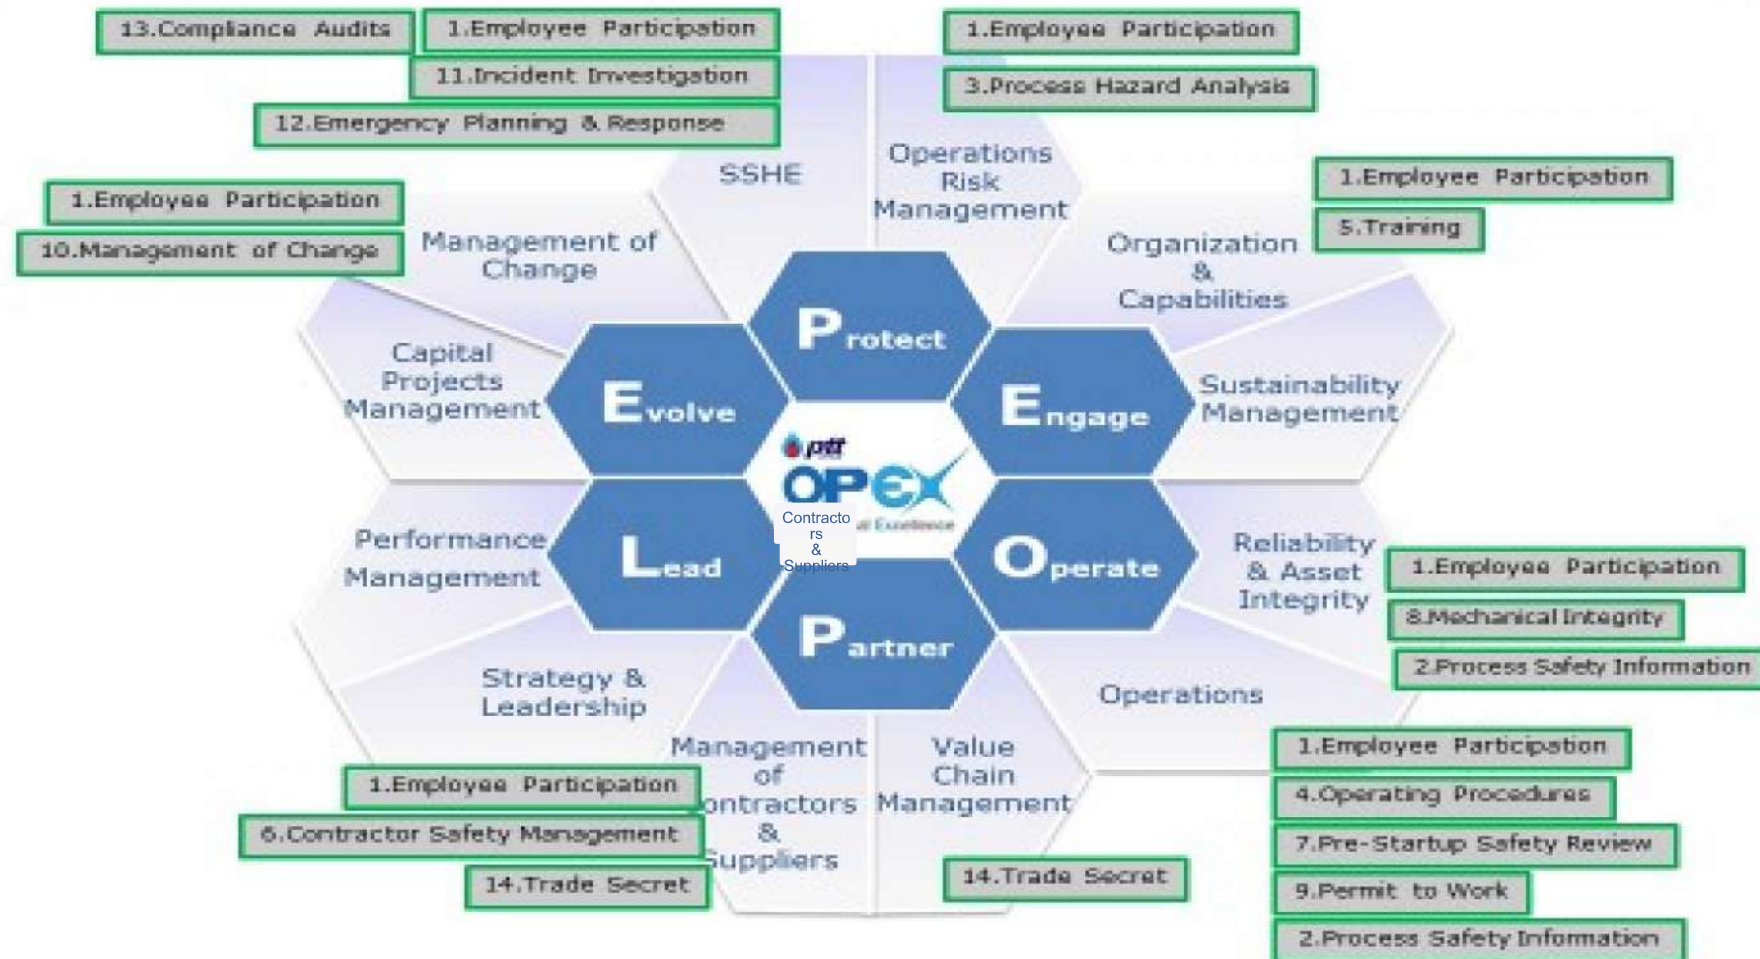 13.Compliance Audits
1.Employee Participation
11.Incident Investigation
12.Emergency Planning & Response
1.Employee Participation
3.Process Hazard Analysis
1.Employee Participation
5.Training
1.Employee Participation
10.Management of Change
SSHE
Operations
Risk
Management
Management of
Change
Organization
&
Capabilities
Capital
Projects
Management
Sustainability
Management
Protect
Evolve
Engage
ptt
OPEX
al Excellence
Contracto
rs
&
Suppliers
Lead
Operate
Partner
Performance
Management
Reliability
& Asset
Integrity
1.Employee Participation
8.Mechanical Integrity
2.Process Safety Information
Strategy &
Leadership
Operations
Management
of
ontractors
&
Suppliers
Value
Chain
Management
1.Employee Participation
6.Contractor Safety Management
14.Trade Secret
14.Trade Secret
1.Employee Participation
4.Operating Procedures
7.Pre-Startup Safety Review
9.Permit to Work
2.Process Safety Information